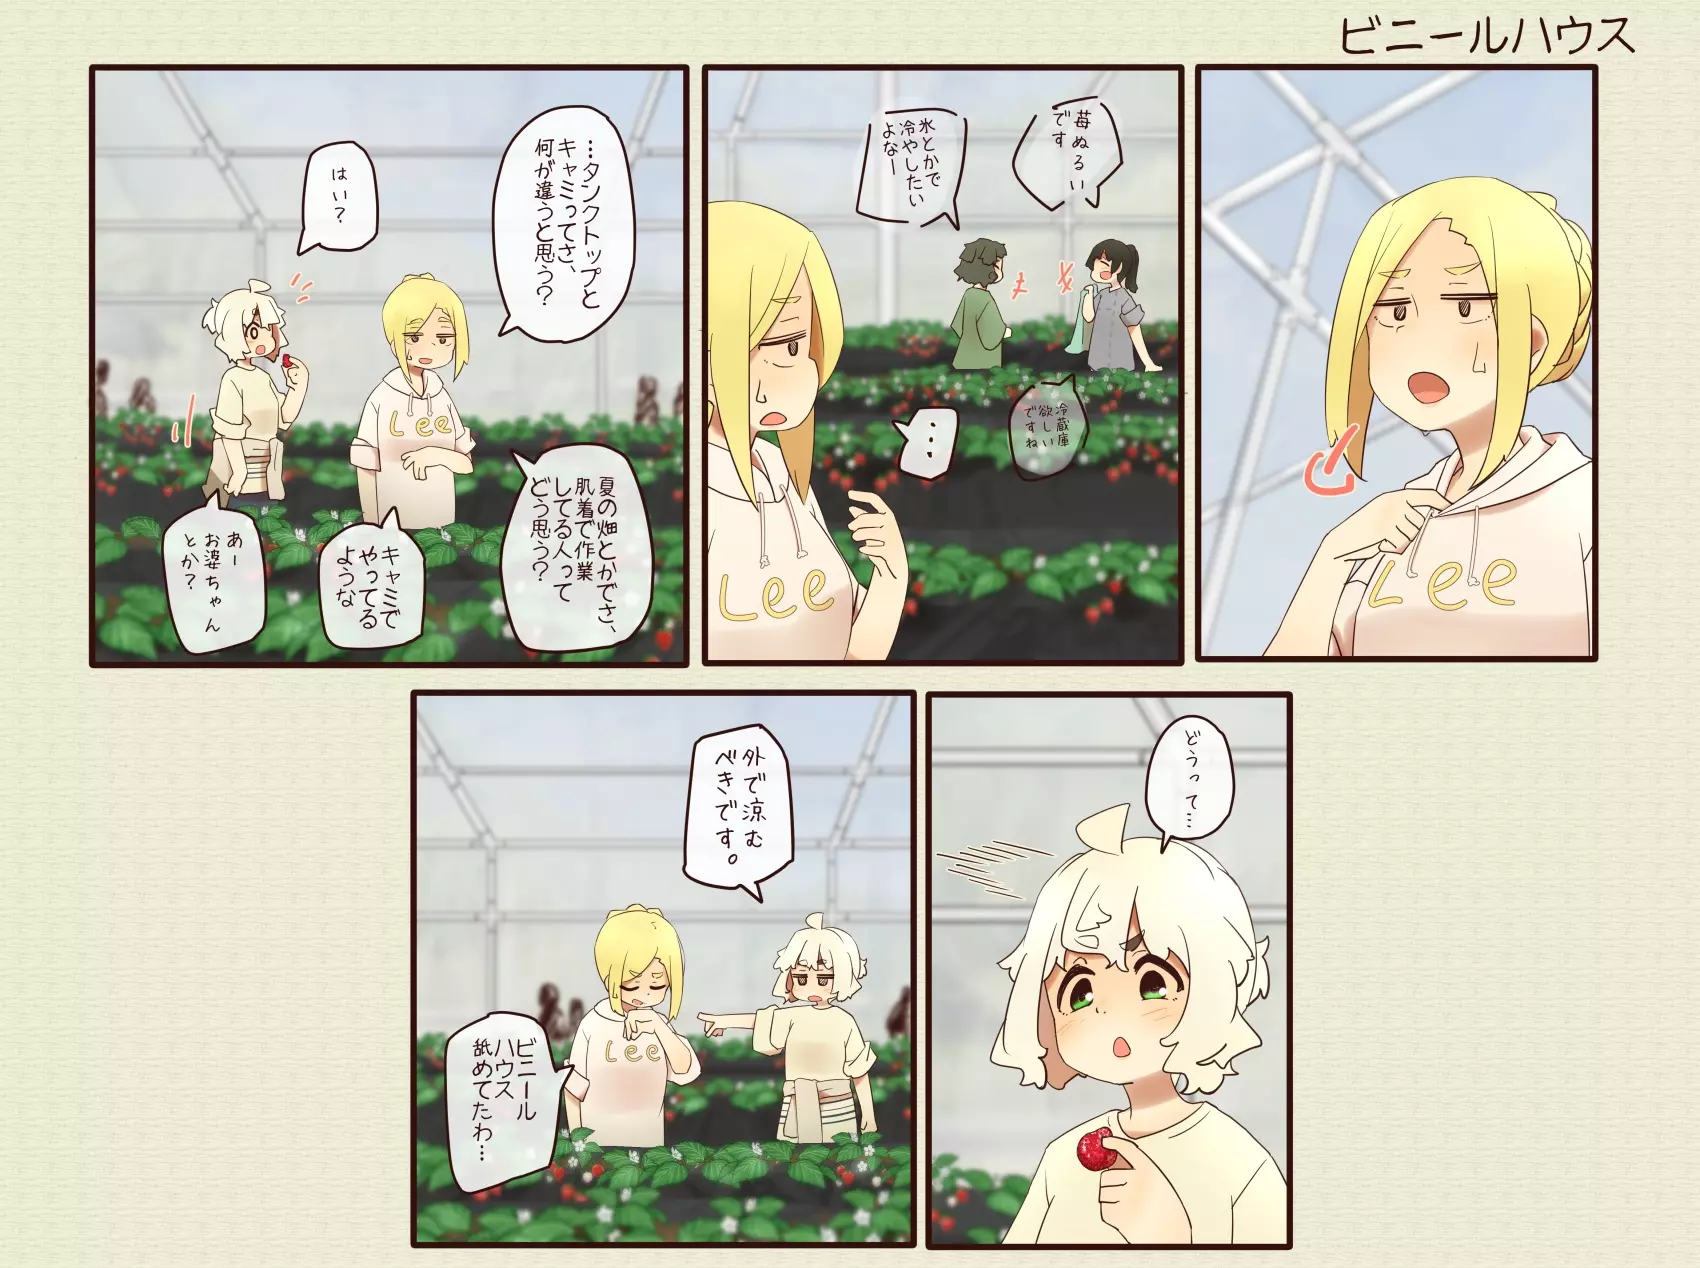 ビニールハウス
Lee
苺ぬるい
です
氷とかで
冷やしたい
よなー
冷蔵庫
欲しい
ですね
・・・
Lee
…タンクトップと
キャミってさ、
何が違うと思う?
はい?
Lee
夏の畑とかでさ、
肌着で作業
してる人って
どう思う?
キャミで
やってる
ような
あー
お婆ちゃん
とか?
どうって…
外で涼む
べきです。
Lee
ビニール
ハウス
舐めてたわ…